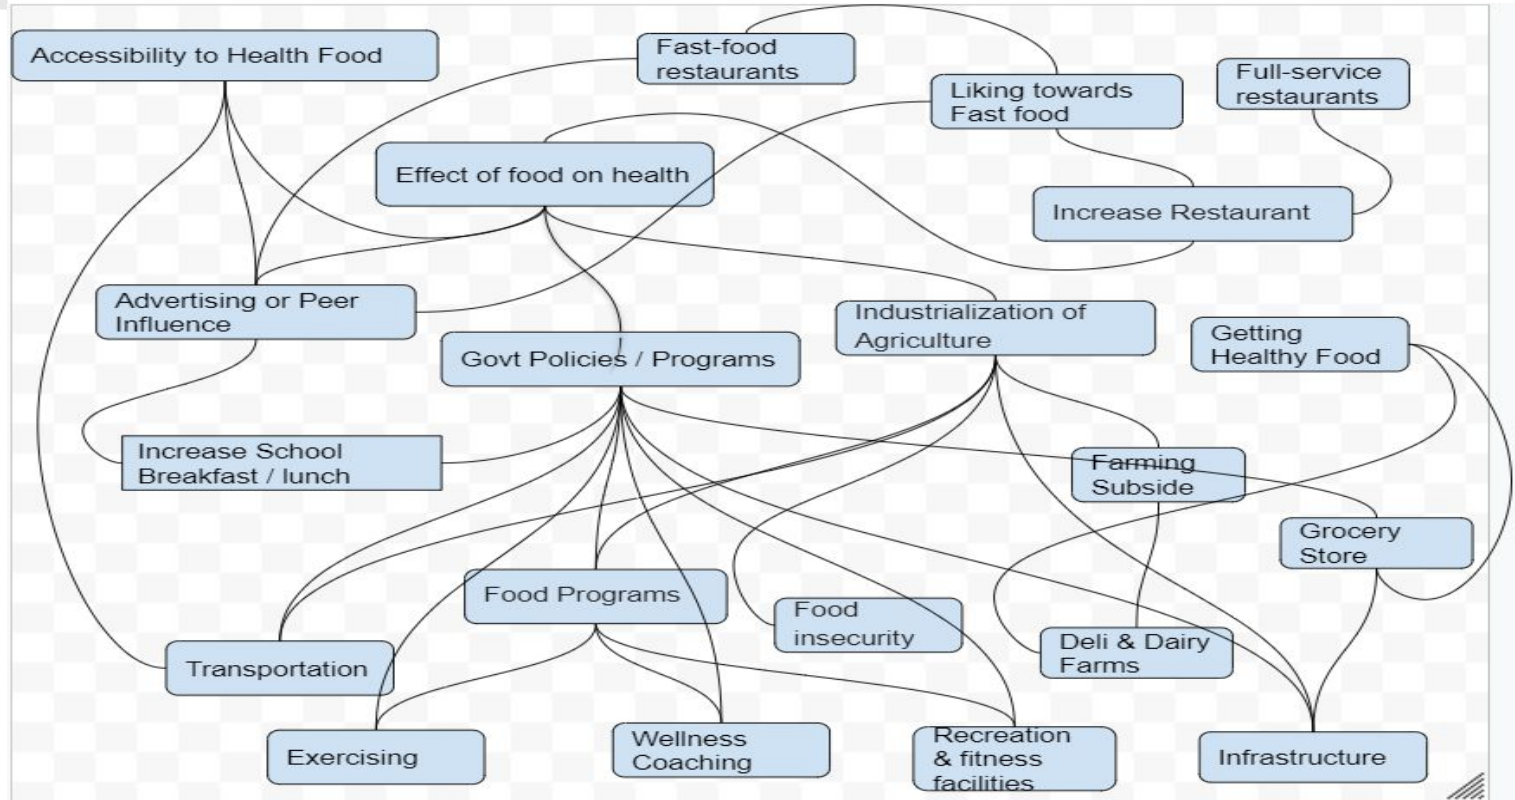 Accessibility to Health Food
Fast-food
restaurants
Liking towards
Fast food
Full-service
restaurants
Effect of food on health
Increase Restaurant
Advertising or Peer
Influence
Govt Policies / Programs
Industrialization of
Agriculture
Getting
Healthy Food
Increase School
Breakfast / lunch
Farming
Subside
Grocery
Store
Food Programs
Food
insecurity
Deli & Dairy
Farms
Transportation
Exercising
Wellness
Coaching
Recreation
& fitness
facilities
Infrastructure